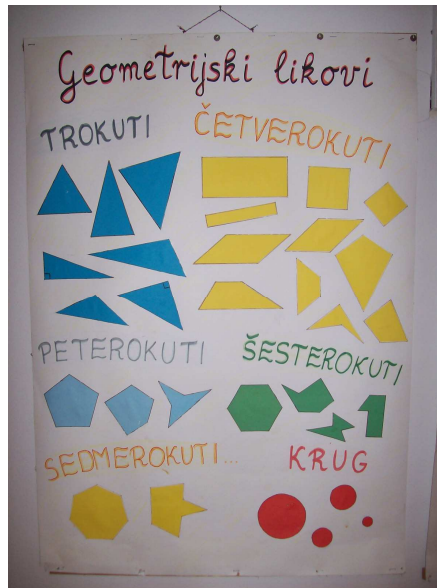 Geometrijski likovi
TROKUTI
ČETVEROKUTI
PETEROKUTI
ŠESTEROKUTI
SEDMEROKUTI...
KRUG